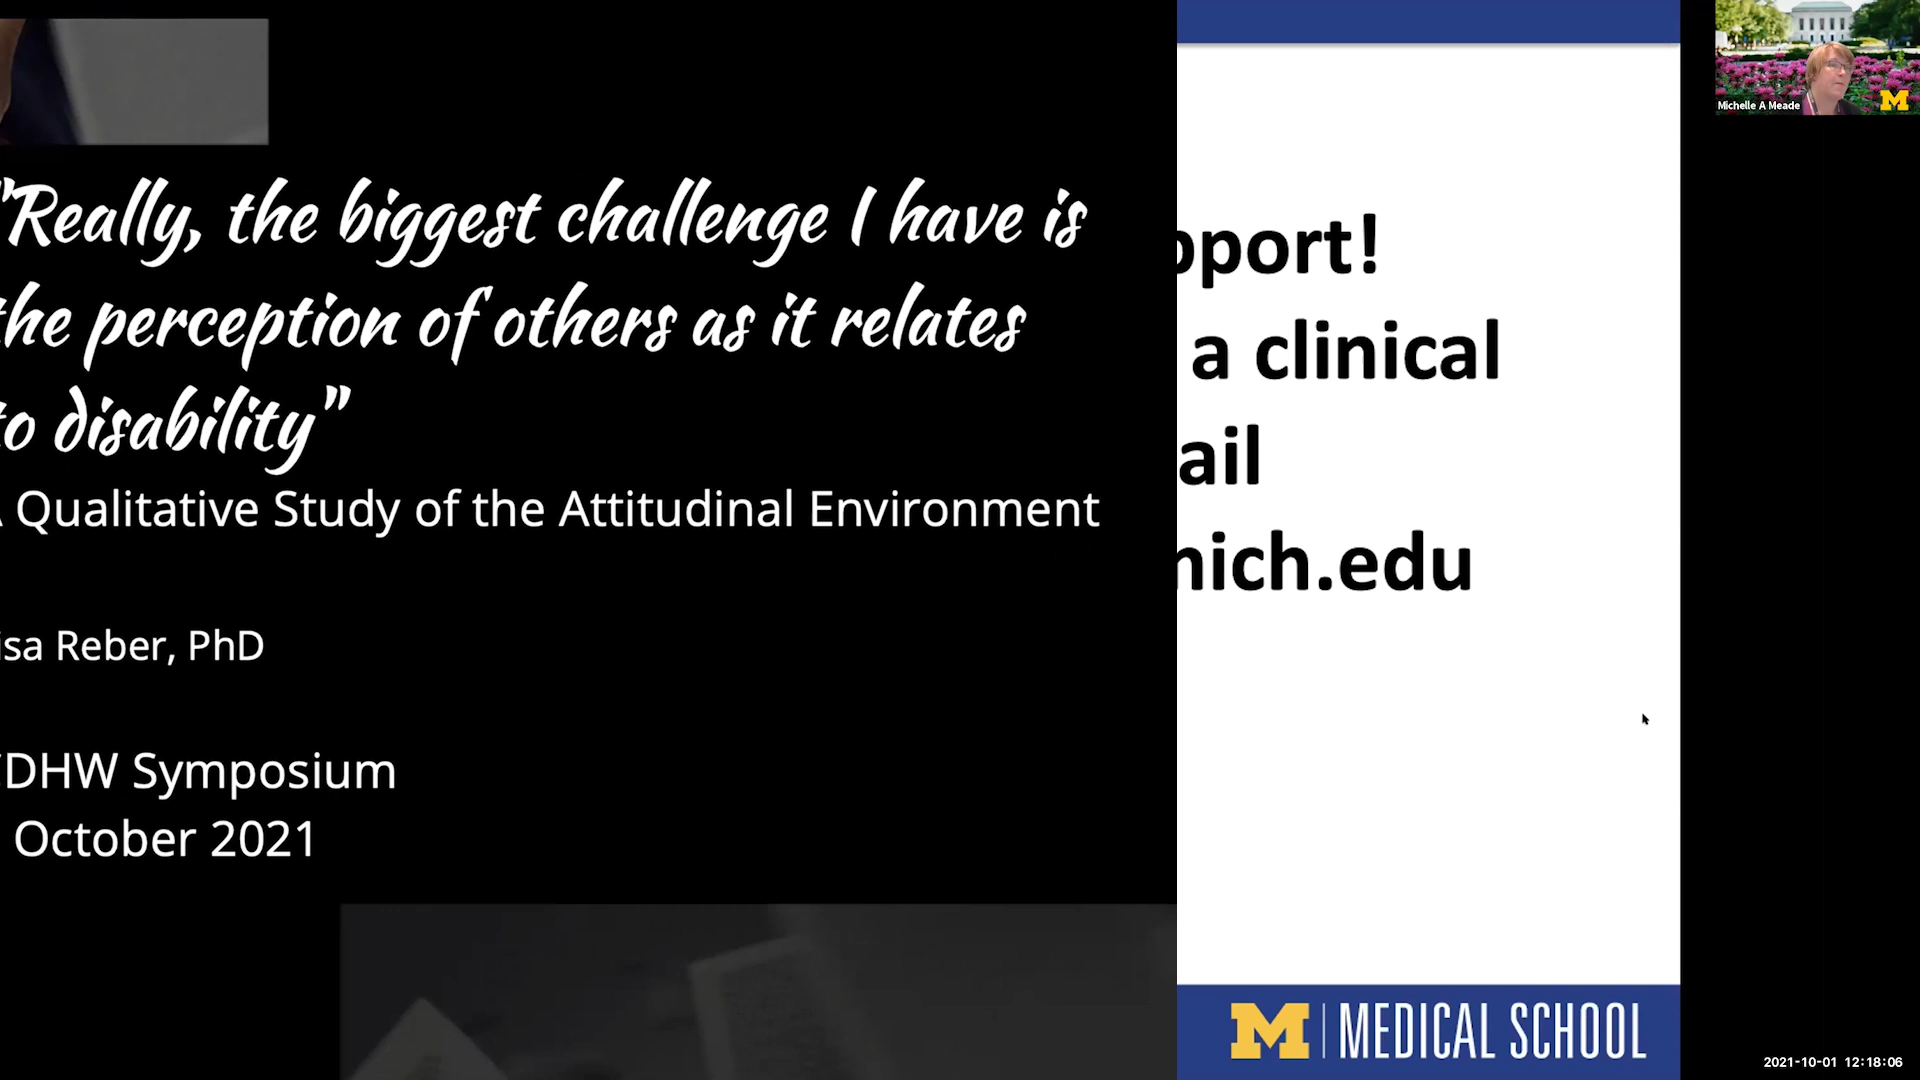 "Really, the biggest challenge I have is
the perception of others as it relates
to disability"
Qualitative Study of the Attitudinal Environment
isa Reber, PhD
DHW Symposium
October 2021
pport!
a clinical
ail
mich.edu
M | MEDICAL SCHOOL
Michelle A Meade
M
2021-10-01 12:18:06